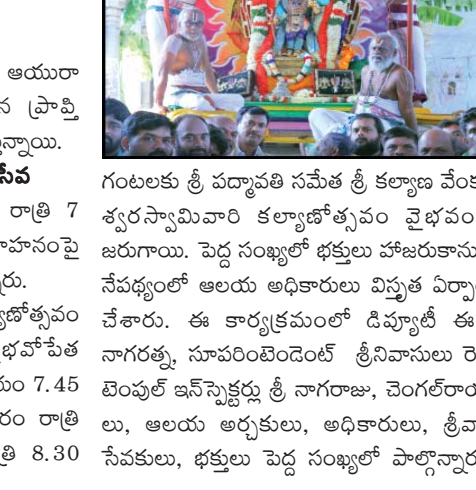 ఆయురా
న ప్రాప్తి
న్నాయి.
సేవ
రాత్రి 7
హనంపై
రు.
ణోత్సవం
భవోపేత
యం 7.45
రం రాత్రి
త్రి 8.30
గంటలకు శ్రీ పద్మావతి సమేత శ్రీ కల్యాణ వేంక
శ్వరస్వామివారి కల్యాణోత్సవం వైభవం
జరుగాయి. పెద్ద సంఖ్యలో భక్తులు హాజరుకాను
నేపథ్యంలో ఆలయ అధికారులు విస్తృత ఏర్పా
చేశారు. ఈ కార్యక్రమంలో డిప్యూటీ ఈ
నాగరత్న, సూపరింటెండెంట్ శ్రీనివాసులు రె
టెంపుల్ ఇన్‌స్పెక్టర్లు శ్రీ నాగరాజు, చెంగల్‌రాయ
లు, ఆలయ అర్చకులు, అధికారులు, శ్రీవా
సేవకులు, భక్తులు పెద్ద సంఖ్యలో పాల్గొన్నార